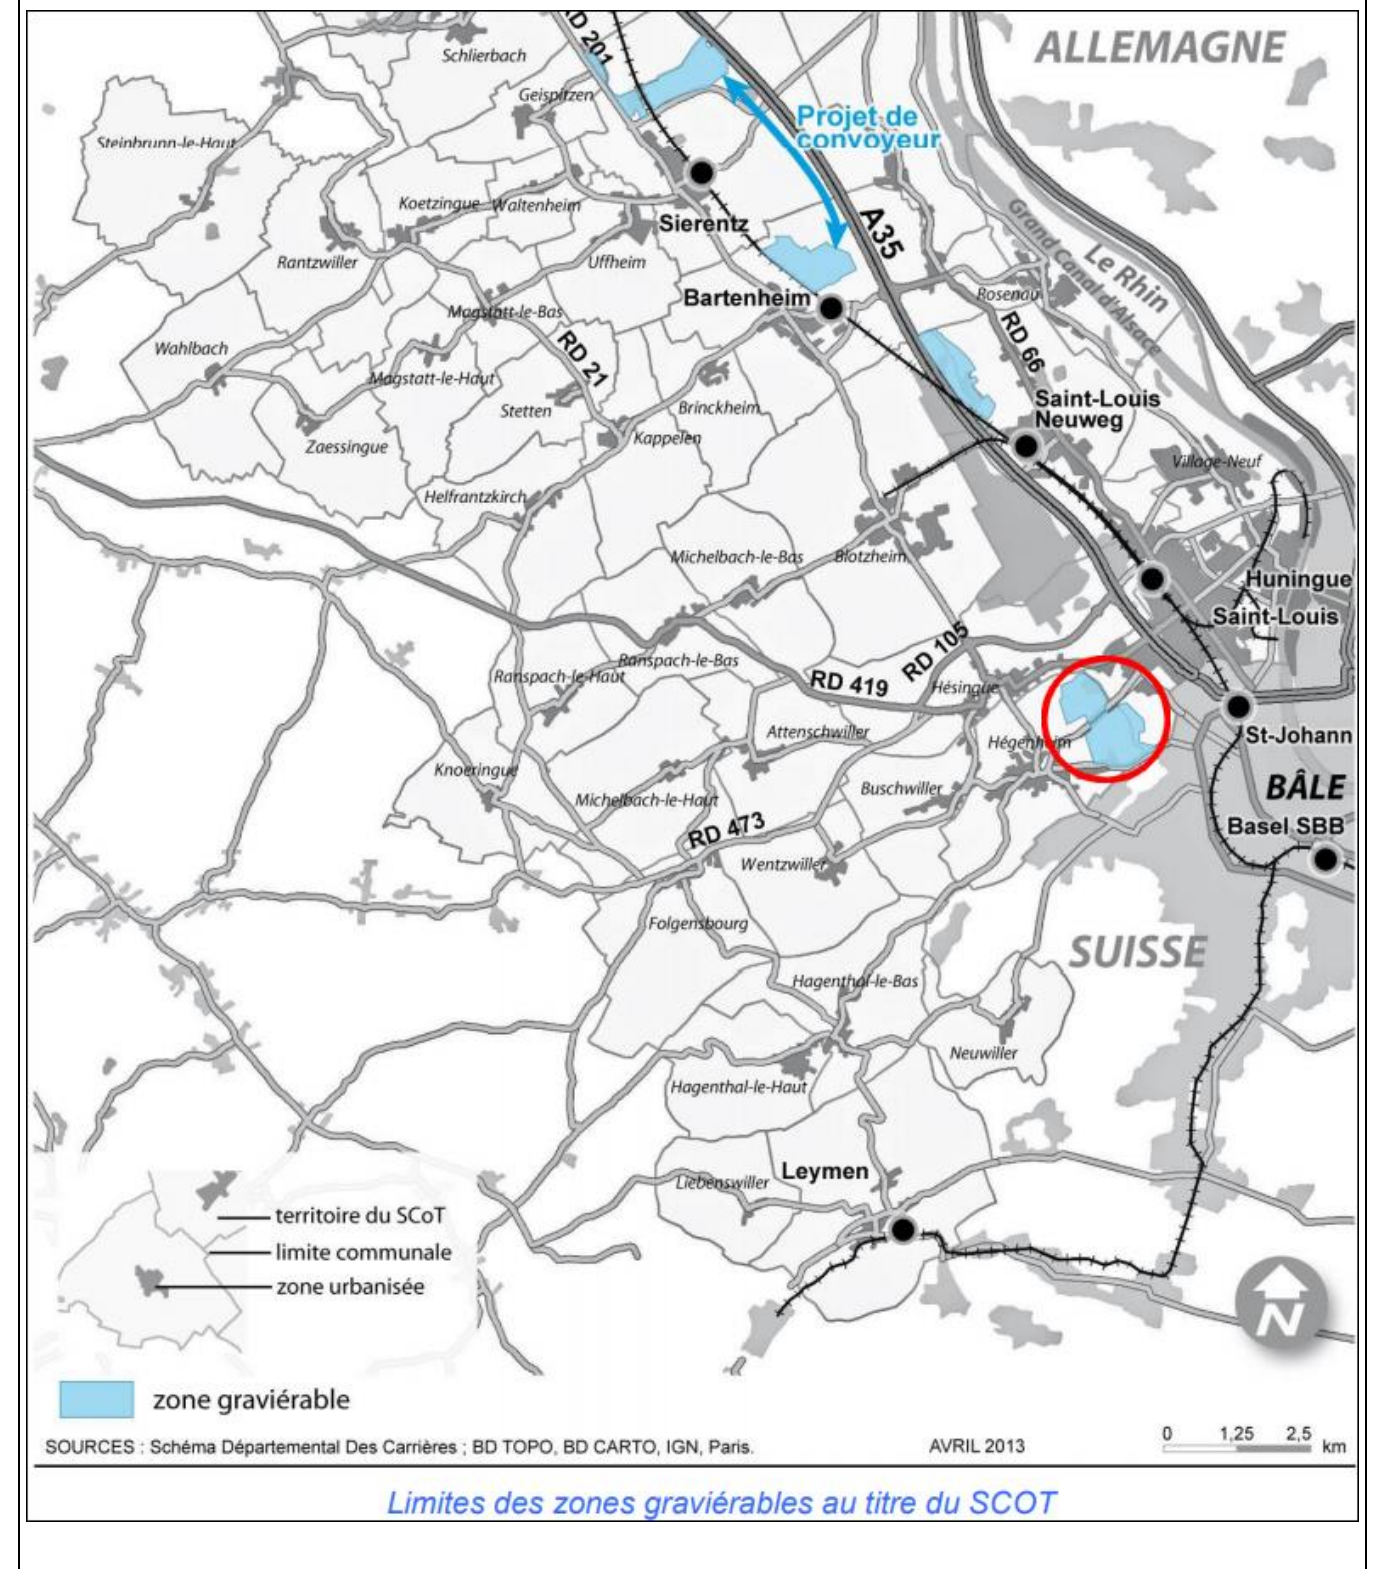 RD 201
ALLEMAGNE
Schlierbach
Geispitzen
Projet de
convoyeur
Steinbrunn-le-Haut
Koetzingue
Waltenheim
Sierentz
A35
Grand Canal d'Alsace
Le Rhin
Rantzwiller
Uffheim
Bartenheim
Rosenau
Magstatt-le-Bas
RD 66
Wahlbach
RD 21
Magstatt-le-Haut
Stetten
Brinckheim
Saint-Louis
Neuweg
Zaessingue
Kappelen
Village-Neuf
Helfrantzkirch
Michelbach-le-Bas
Blotzheim
Huningue
Saint-Louis
RD 105
Ranspach-le-Bas
Ranspach-le-Haut
RD 419
Hésingue
Attenschwiller
Hégenheim
St-Johann
Knoeringue
Buschwiller
BÂLE
Michelbach-le-Haut
RD 473
Basel SBB
Wentzwiller
Folgensbourg
SUISSE
Hagenthal-le-Bas
Neuwiller
Hagenthal-le-Haut
Leymen
Liebenswiller
territoire du SCoT
limite communale
zone urbanisée
N
zone graviérable
SOURCES : Schéma Départemental Des Carrières ; BD TOPO, BD CARTO, IGN, Paris.
AVRIL 2013
0 1,25 2,5 km
Limites des zones graviérables au titre du SCOT